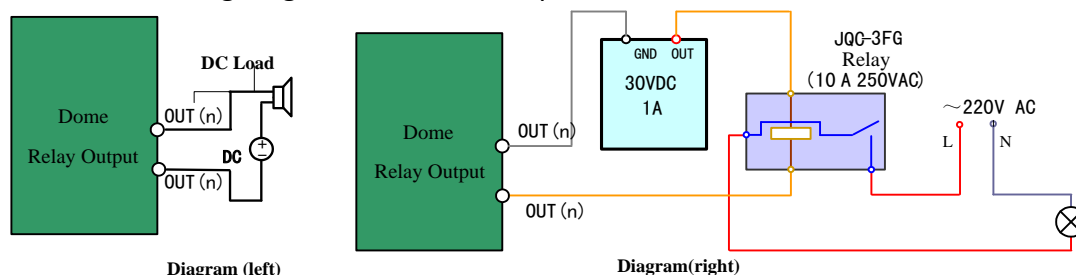 DC Load
OUT(n)
Dome
Relay Output
DC
OUT(n)
Diagram (left)
Dome
Relay Output
OUT(n)
OUT(n)
GND OUT
30VDC
1A
JQC-3FG
Relay
(10 A 250VAC)
~220V AC
L N
Diagram(right)